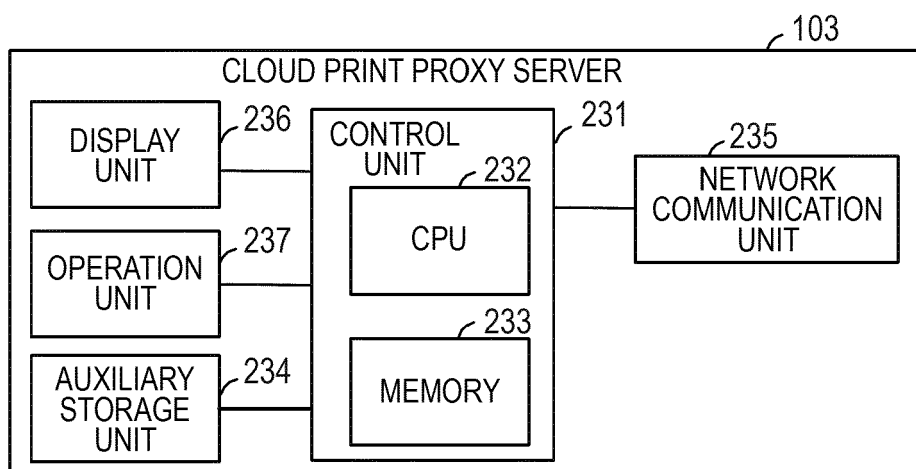 103
CLOUD PRINT PROXY SERVER
DISPLAY
UNIT
236
OPERATION
UNIT
237
AUXILIARY
STORAGE
UNIT
234
CONTROL
UNIT
231
232
CPU
233
MEMORY
235
NETWORK
COMMUNICATION
UNIT